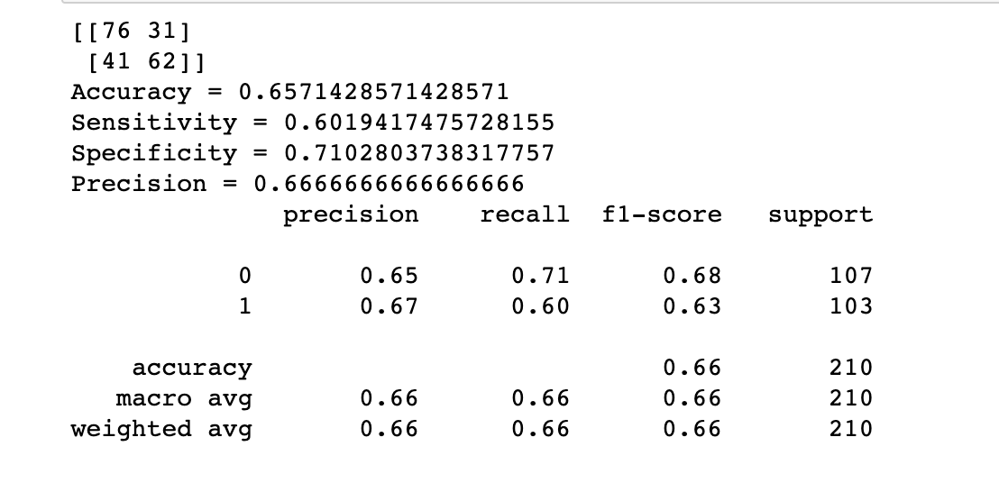 [[76 31]
[41 62]]
Accuracy = 0.6571428571428571
Sensitivity = 0.6019417475728155
Specificity = 0.7102803738317757
Precision = 0.6666666666666666
precision recall f1-score support
0 0.65 0.71 0.68 107
1 0.67 0.60 0.63 103
accuracy 0.66 210
macro avg 0.66 0.66 0.66 210
weighted avg 0.66 0.66 0.66 210